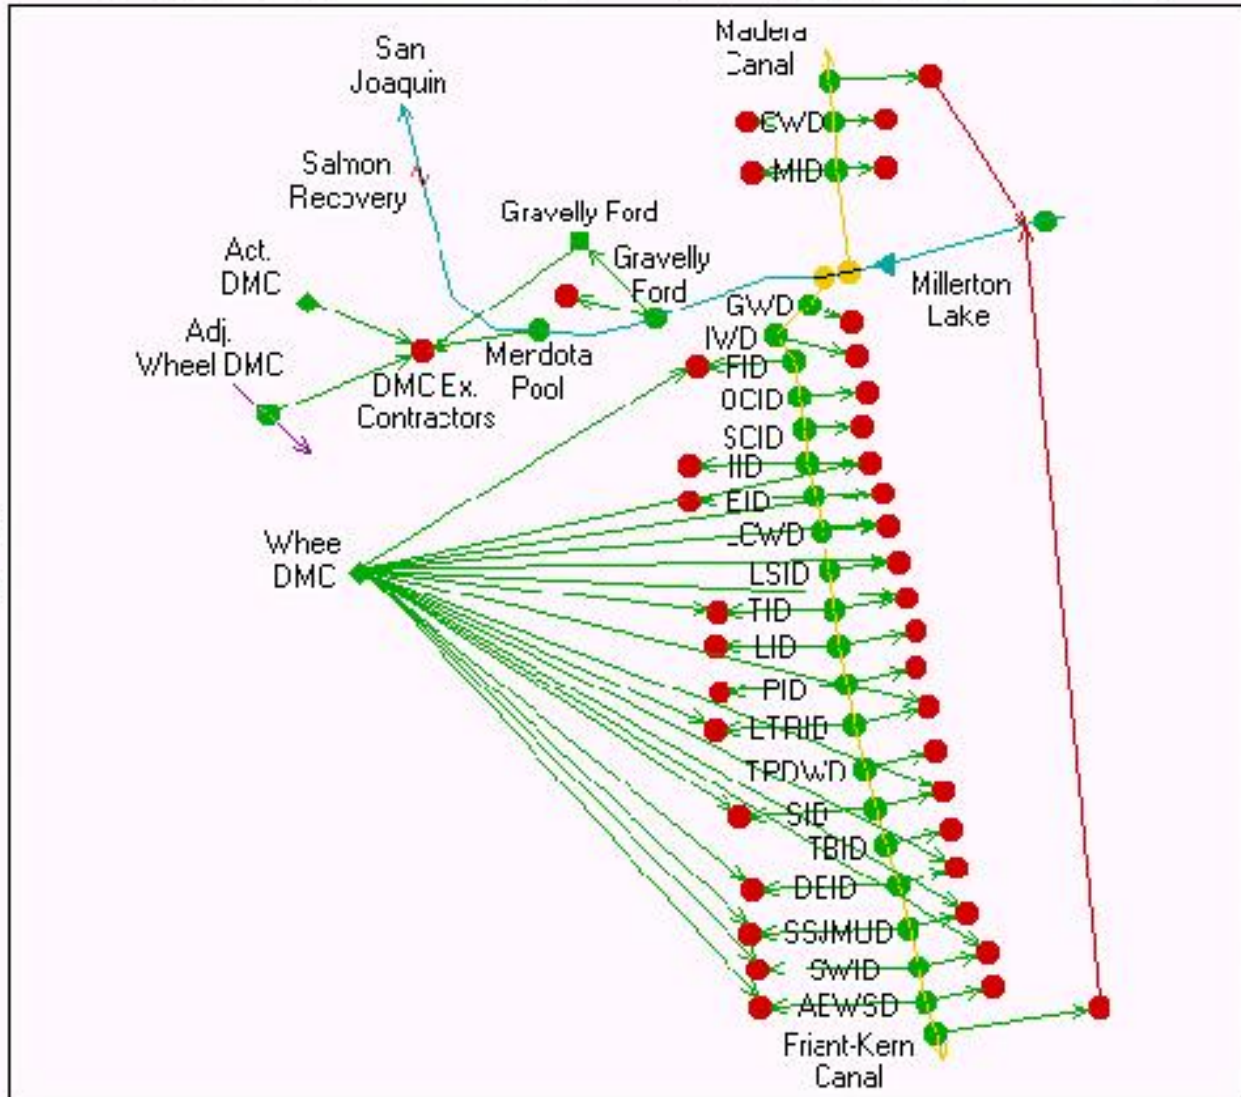 Madera
Canal
San
Joaquin
CWD
Salmon
Recovery
MID
Gravelly Ford
Act.
DMC
Gravelly
Ford
Millerton
Lake
GWD
Adj.
Wheel DMC
IWD
Mendota
Pool
FID
DMC Ex.
Contractors
OCID
SCID
IID
EID
LCWD
Whee
DMC
LSID
TID
LID
PID
LTRID
TPDWD
SID
TBID
DEID
SSJMUD
SWID
AEWSD
Friant-Kern
Canal